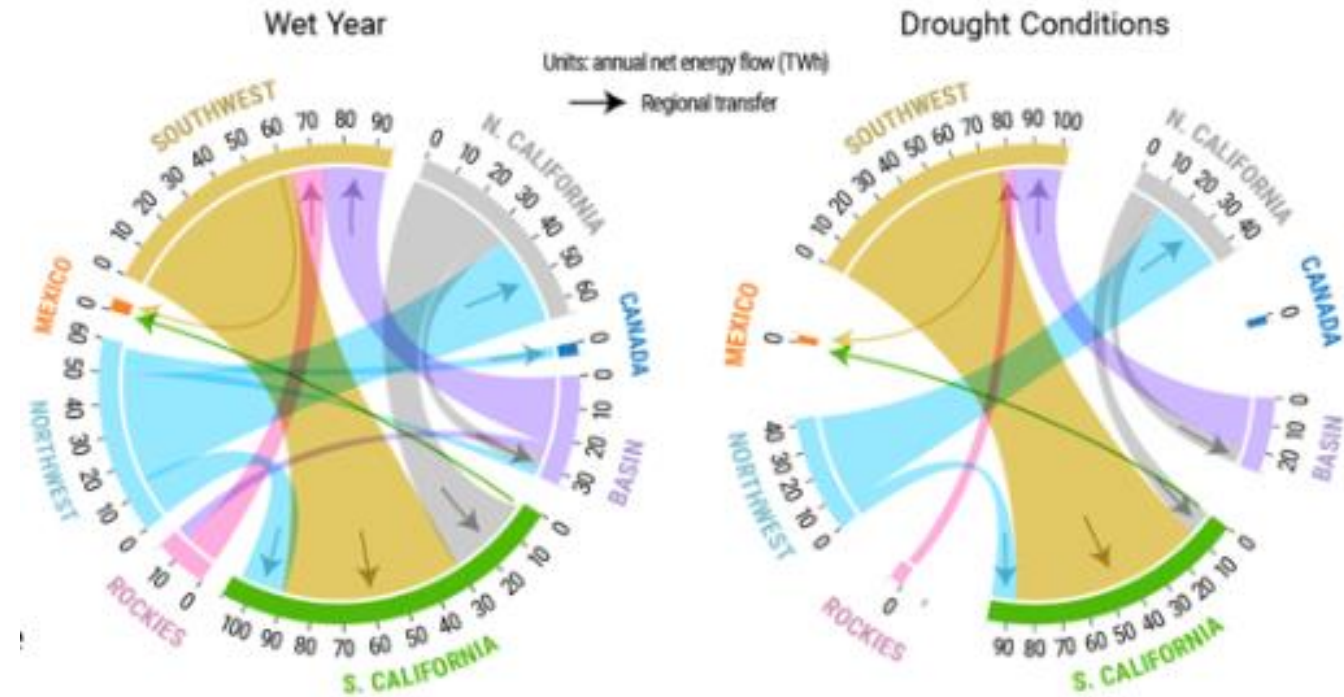 Wet Year
Drought Conditions
Units: annual net energy flow (TWh)
Regional transfer
SOUTHWEST
0 10 20 30 40 50 60 70 80 90
N. CALIFORNIA
0 10 20 30 40 50 60
CANADA
0
BASIN
0 10 20 30
S. CALIFORNIA
0 10 20 30 40 50 60 70 80 90 100
ROCKIES
0 10
NORTHWEST
0 10 20 30 40 50 60
MEXICO
0
SOUTHWEST
0 10 20 30 40 50 60 70 80 90 100
N. CALIFORNIA
0 10 20 30 40
CANADA
0
BASIN
0 10 20
S. CALIFORNIA
0 10 20 30 40 50 60 70 80 90
ROCKIES
0
NORTHWEST
0 10 20 30 40
MEXICO
0